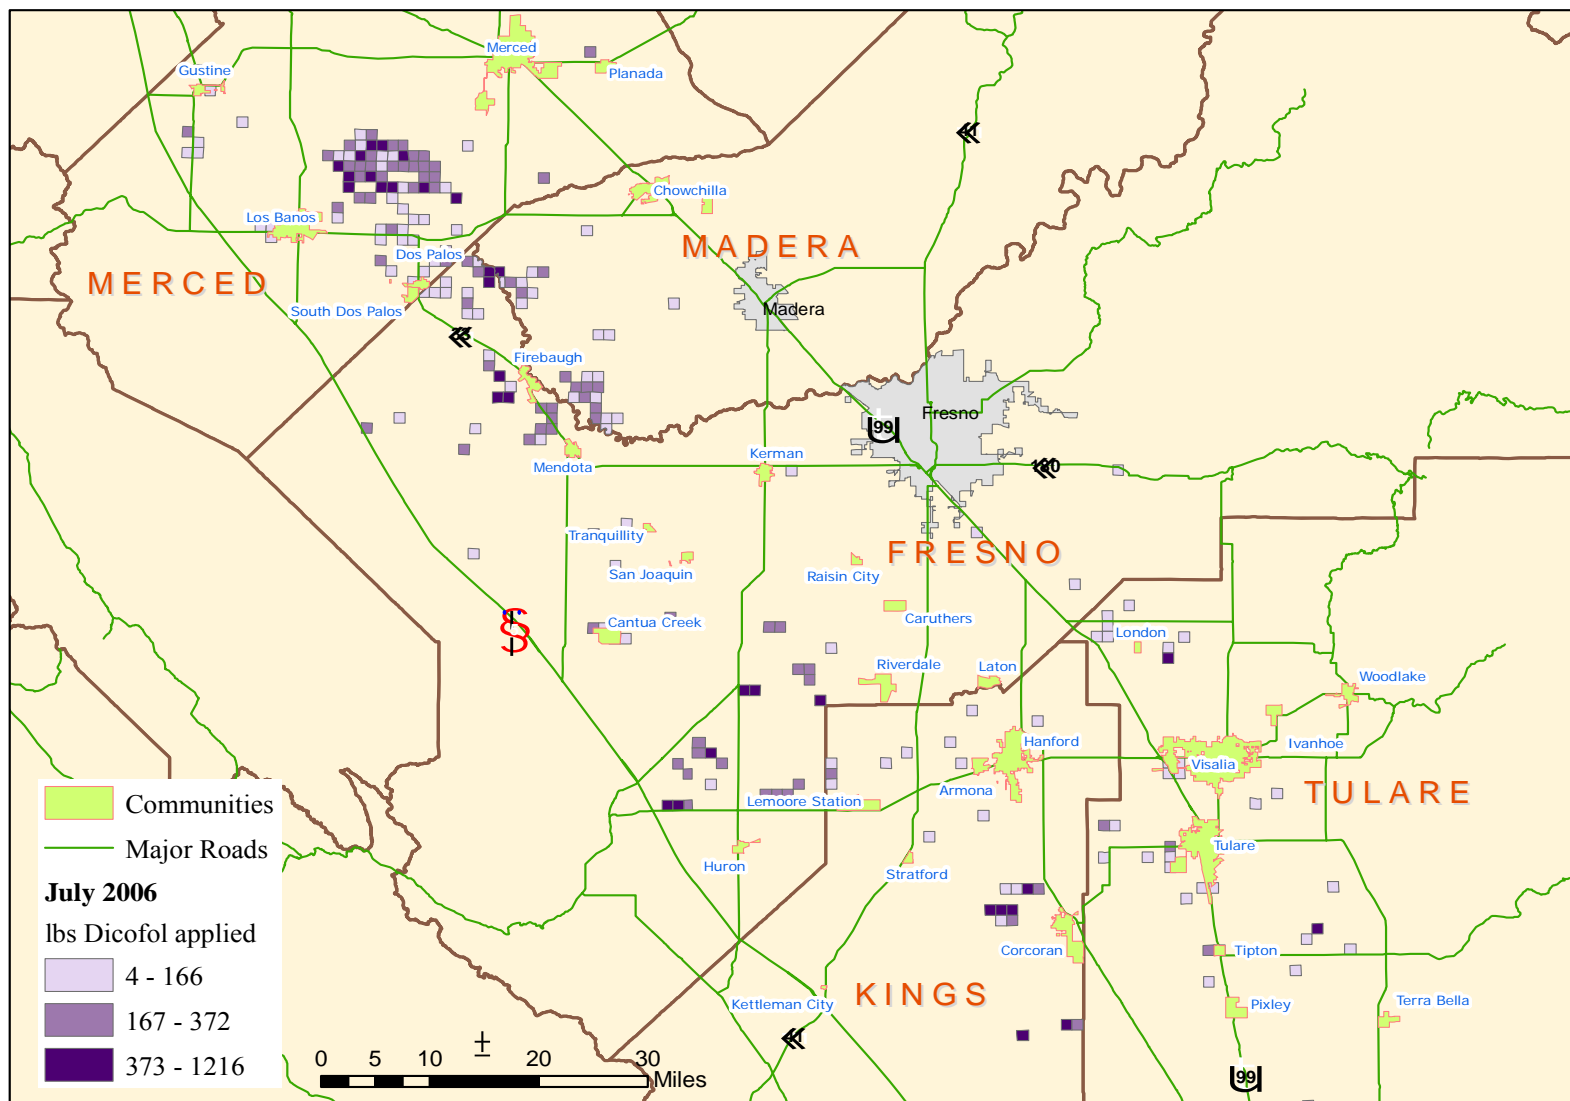 Merced
Planada
Gustine
41
Chowchilla
Los Banos
MADERA
Dos Palos
MERCED
South Dos Palos
Madera
33
Firebaugh
Fresno
99
Kerman
Mendota
180
Tranquillity
FRESNO
San Joaquin
Raisin City
Cantua Creek
Caruthers
London
Riverdale
Laton
Woodlake
Hanford
Ivanhoe
Visalia
TULARE
Armona
Lemoore Station
Communities
Major Roads
Tulare
Huron
Stratford
July 2006
lbs Dicofol applied
Corcoran
Tipton
4 - 166
KINGS
Kettleman City
Pixley
Terra Bella
167 - 372
41
373 - 1216
0 5 10 20 30
Miles
99